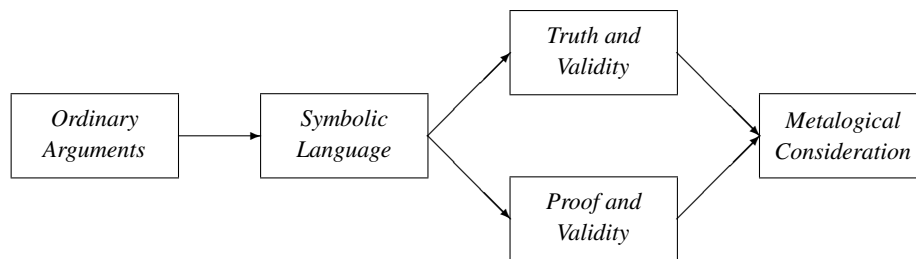 Ordinary
Arguments
Symbolic
Language
Truth and
Validity
Proof and
Validity
Metalogical
Consideration